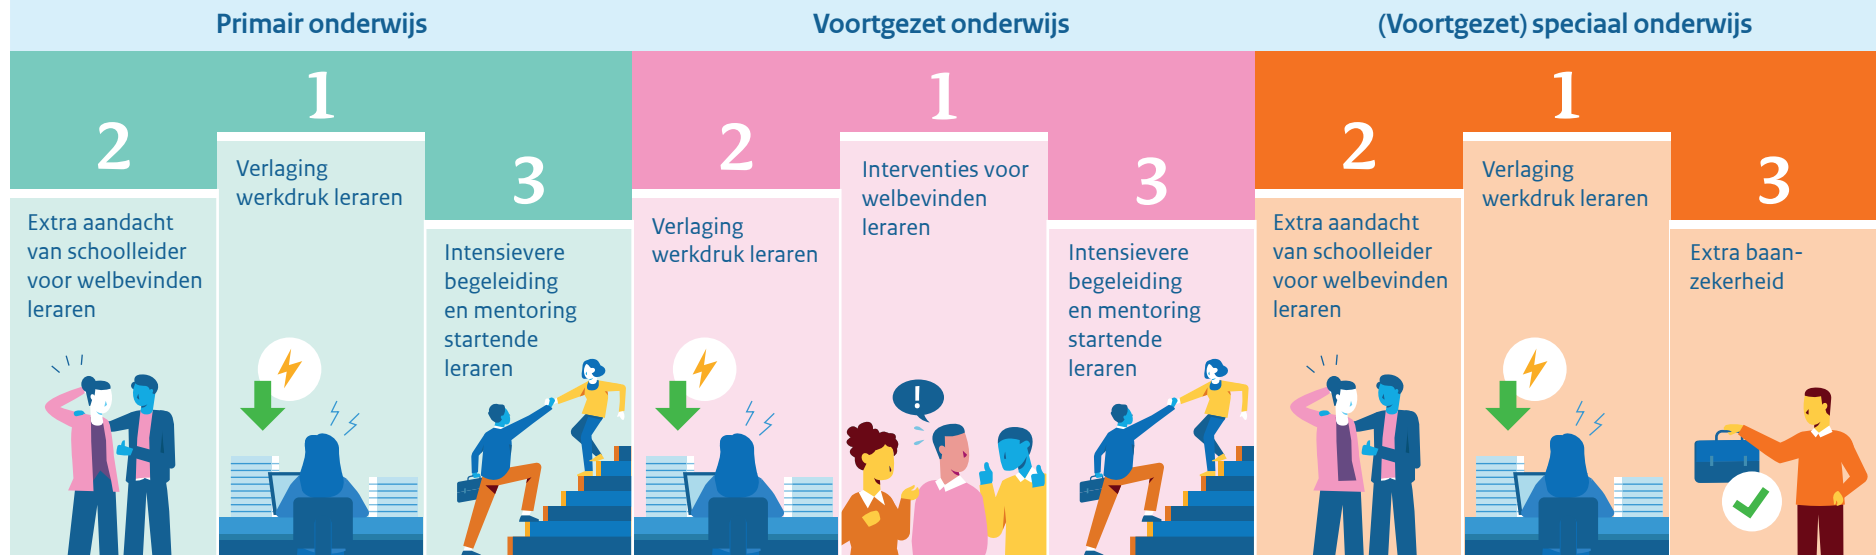 Primair onderwijs
2
Extra aandacht
van schoolleider
voor welbevinden
leraren
1
Verlaging
werkdruk leraren
3
Intensievere
begeleiding
en mentoring
startende
leraren
Voortgezet onderwijs
2
Verlaging
werkdruk leraren
1
Interventies voor
welbevinden
leraren
!
3
Intensievere
begeleiding
en mentoring
startende
leraren
(Voortgezet) speciaal onderwijs
2
Extra aandacht
van schoolleider
voor welbevinden
leraren
1
Verlaging
werkdruk leraren
3
Extra baan-
zekerheid